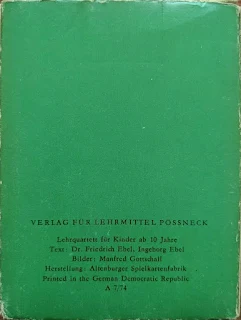 VERLAG FÜR LEHRMITTEL PÖSSNECK
Lehrquartett für Kinder ab 10 Jahre
Text: Dr. Friedrich Ebel, Ingeborg Ebel
Bilder: Manfred Gottschall
Herstellung: Altenburger Spielkartenfabrik
Printed in the German Democratic Republic
A 7/74